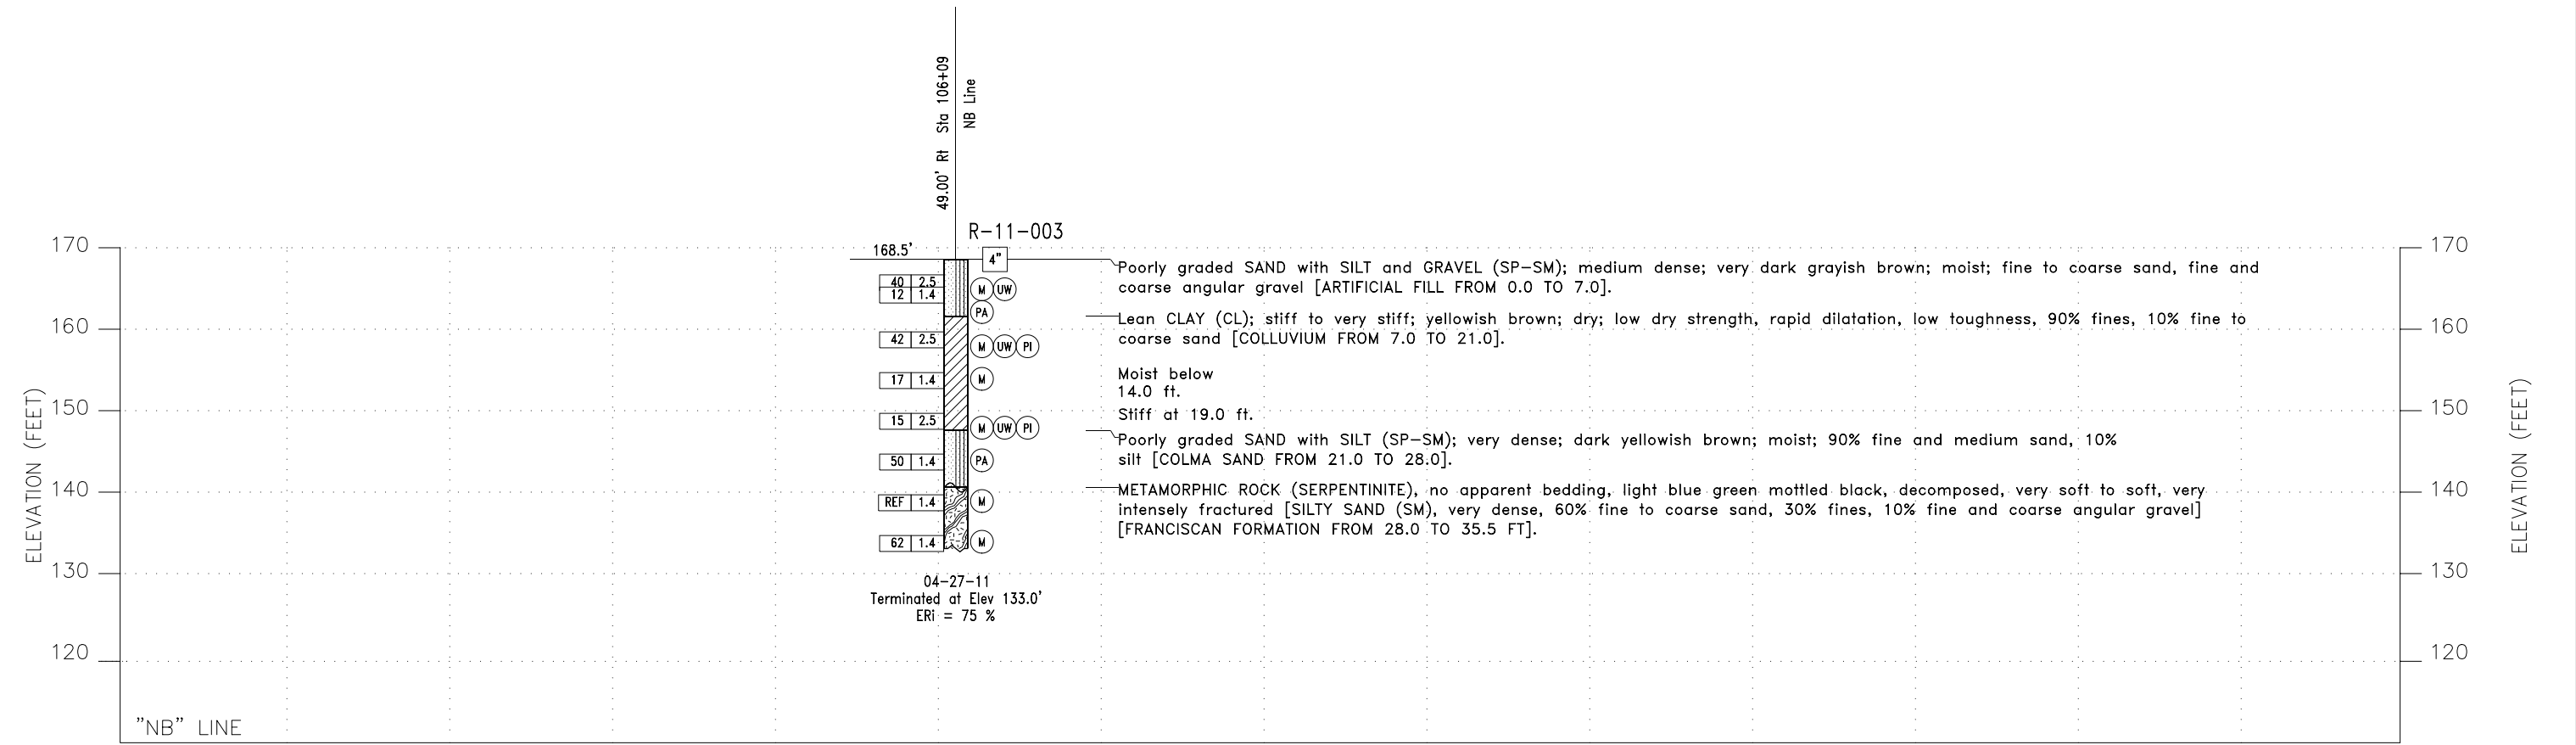 49.00' Rt Sta 106+09
NB Line
R-11-003
170
168.5'
4"
170
Poorly graded SAND with SILT and GRAVEL (SP-SM); medium dense; very dark grayish brown; moist; fine to coarse sand, fine and
coarse angular gravel [ARTIFICIAL FILL FROM 0.0 TO 7.0].
40 2.5
12 1.4
M UW
PA
160
Lean CLAY (CL); stiff to very stiff; yellowish brown; dry; low dry strength, rapid dilatation, low toughness, 90% fines, 10% fine to
coarse sand [COLLUVIUM FROM 7.0 TO 21.0].
160
42 2.5
M UW PI
17 1.4
M
Moist below
14.0 ft.
150
Stiff at 19.0 ft.
150
15 2.5
M UW PI
Poorly graded SAND with SILT (SP-SM); very dense; dark yellowish brown; moist; 90% fine and medium sand, 10%
silt [COLMA SAND FROM 21.0 TO 28.0].
50 1.4
PA
ELEVATION (FEET)
ELEVATION (FEET)
140
METAMORPHIC ROCK (SERPENTINITE), no apparent bedding, light blue green mottled black, decomposed, very soft to soft, very
intensely fractured [SILTY SAND (SM), very dense, 60% fine to coarse sand, 30% fines, 10% fine and coarse angular gravel]
[FRANCISCAN FORMATION FROM 28.0 TO 35.5 FT].
140
REF 1.4
M
62 1.4
M
130
130
04-27-11
Terminated at Elev 133.0'
ERi = 75 %
120
120
"NB" LINE